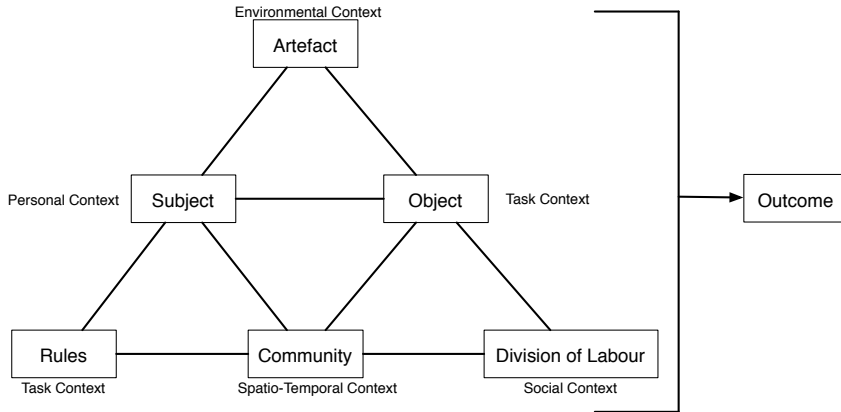 Environmental Context
Artefact
Personal Context
Subject
Object
Task Context
Outcome
Rules
Community
Division of Labour
Task Context
Spatio-Temporal Context
Social Context